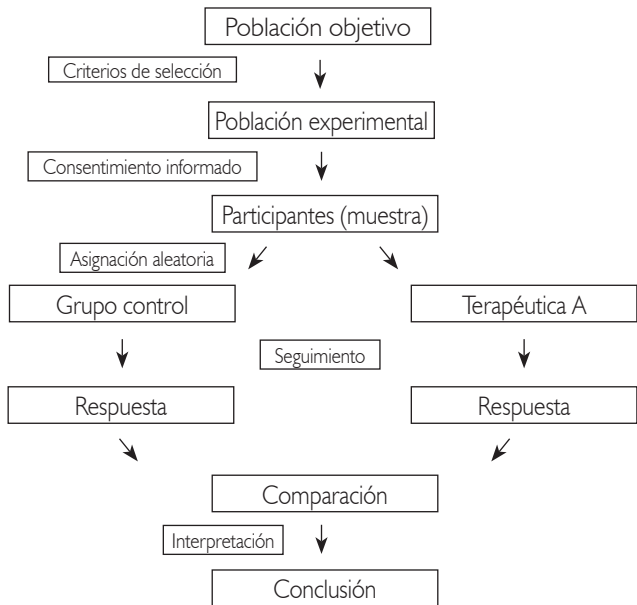 Población objetivo
Criterios de selección
Población experimental
Consentimiento informado
Participantes (muestra)
Asignación aleatoria
Grupo control
Terapéutica A
Seguimiento
Respuesta
Respuesta
Comparación
Interpretación
Conclusión